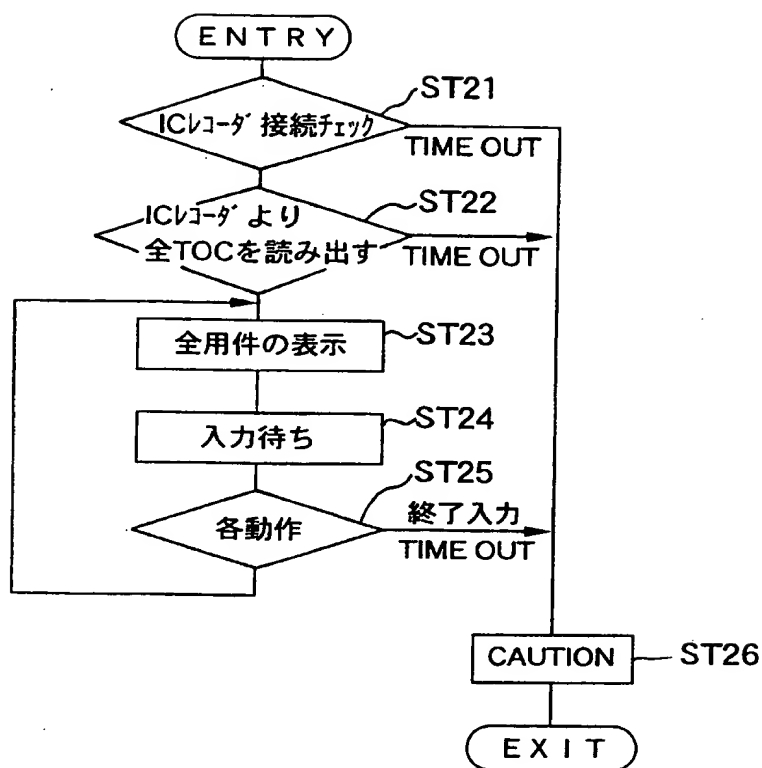 ENTRY
ST21
ICレコーダ 接続チェック
TIME OUT
ST22
ICレコーダ より
全TOCを読み出す
TIME OUT
全用件の表示
ST23
入力待ち
ST24
ST25
各動作
終了入力
TIME OUT
CAUTION
ST26
EXIT